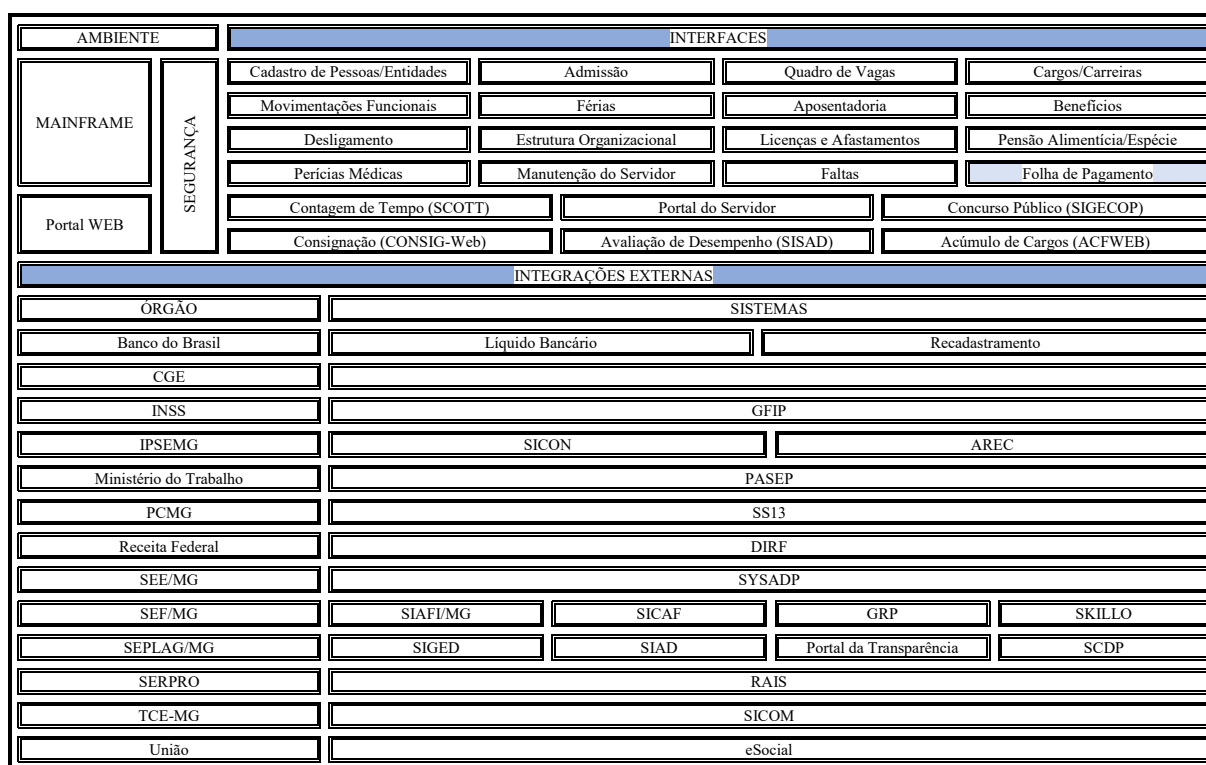 AMBIENTE INTERFACES
MAINFRAME
SEGURANÇA
Cadastro de Pessoas/Entidades Admissão Quadro de Vagas Cargos/Carreiras
Movimentações Funcionais Férias Aposentadoria Benefícios
Desligamento Estrutura Organizacional Licenças e Afastamentos Pensão Alimentícia/Espécie
Perícias Médicas Manutenção do Servidor Faltas Folha de Pagamento
Portal WEB
Contagem de Tempo (SCOTT) Portal do Servidor Concurso Público (SIGECOP)
Consignação (CONSIG-Web) Avaliação de Desempenho (SISAD) Acúmulo de Cargos (ACFWEB)
INTEGRAÇÕES EXTERNAS
ÓRGÃO SISTEMAS
Banco do Brasil Líquido Bancário Recadastramento
CGE
INSS GFIP
IPSEMG SICON AREC
Ministério do Trabalho PASEP
PCMG SS13
Receita Federal DIRF
SEE/MG SYSADP
SEF/MG SIAFI/MG SICAF GRP SKILLO
SEPLAG/MG SIGED SIAD Portal da Transparência SCDP
SERPRO RAIS
TCE-MG SICOM
União eSocial